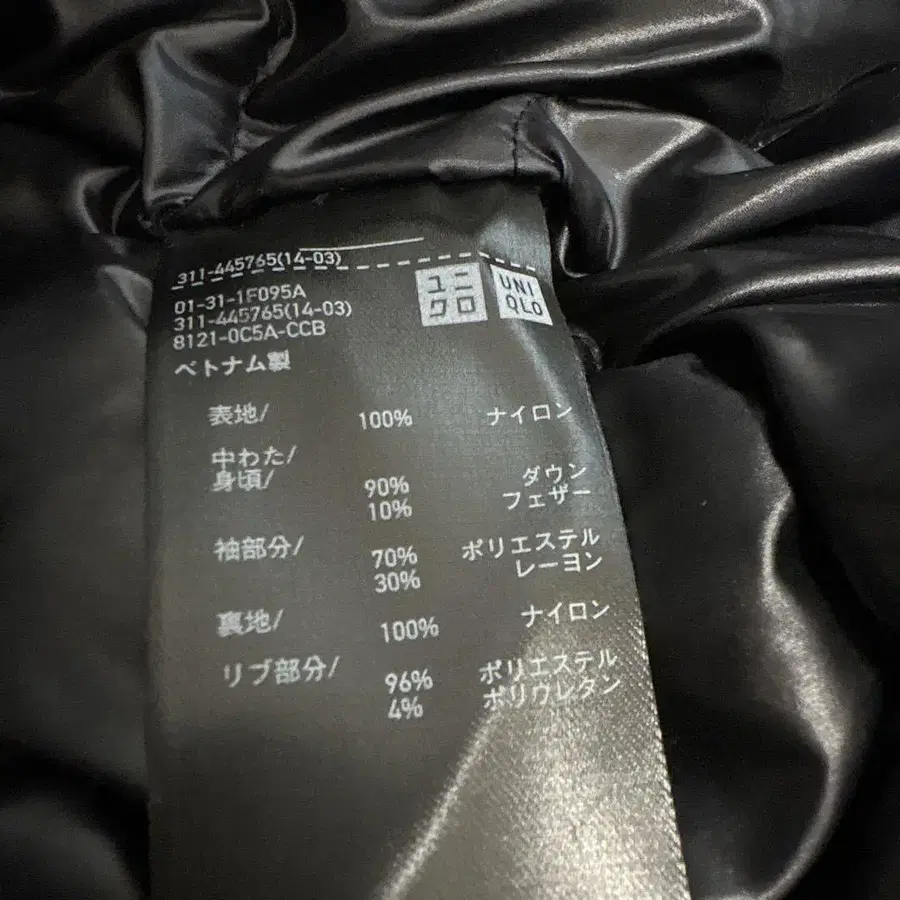 311-445765(14-03)
01-31-1F095A
311-445765(14-03)
8121-0C5A-CCB
ユニ
クロ
UNI
QLO
ベトナム製
表地/ 100% ナイロン
中わた/
身頃/ 90% ダウン
10% フェザー
袖部分/ 70% ポリエステル
30% レーヨン
裏地/ 100% ナイロン
リブ部分/ 96% ポリエステル
4% ポリウレタン